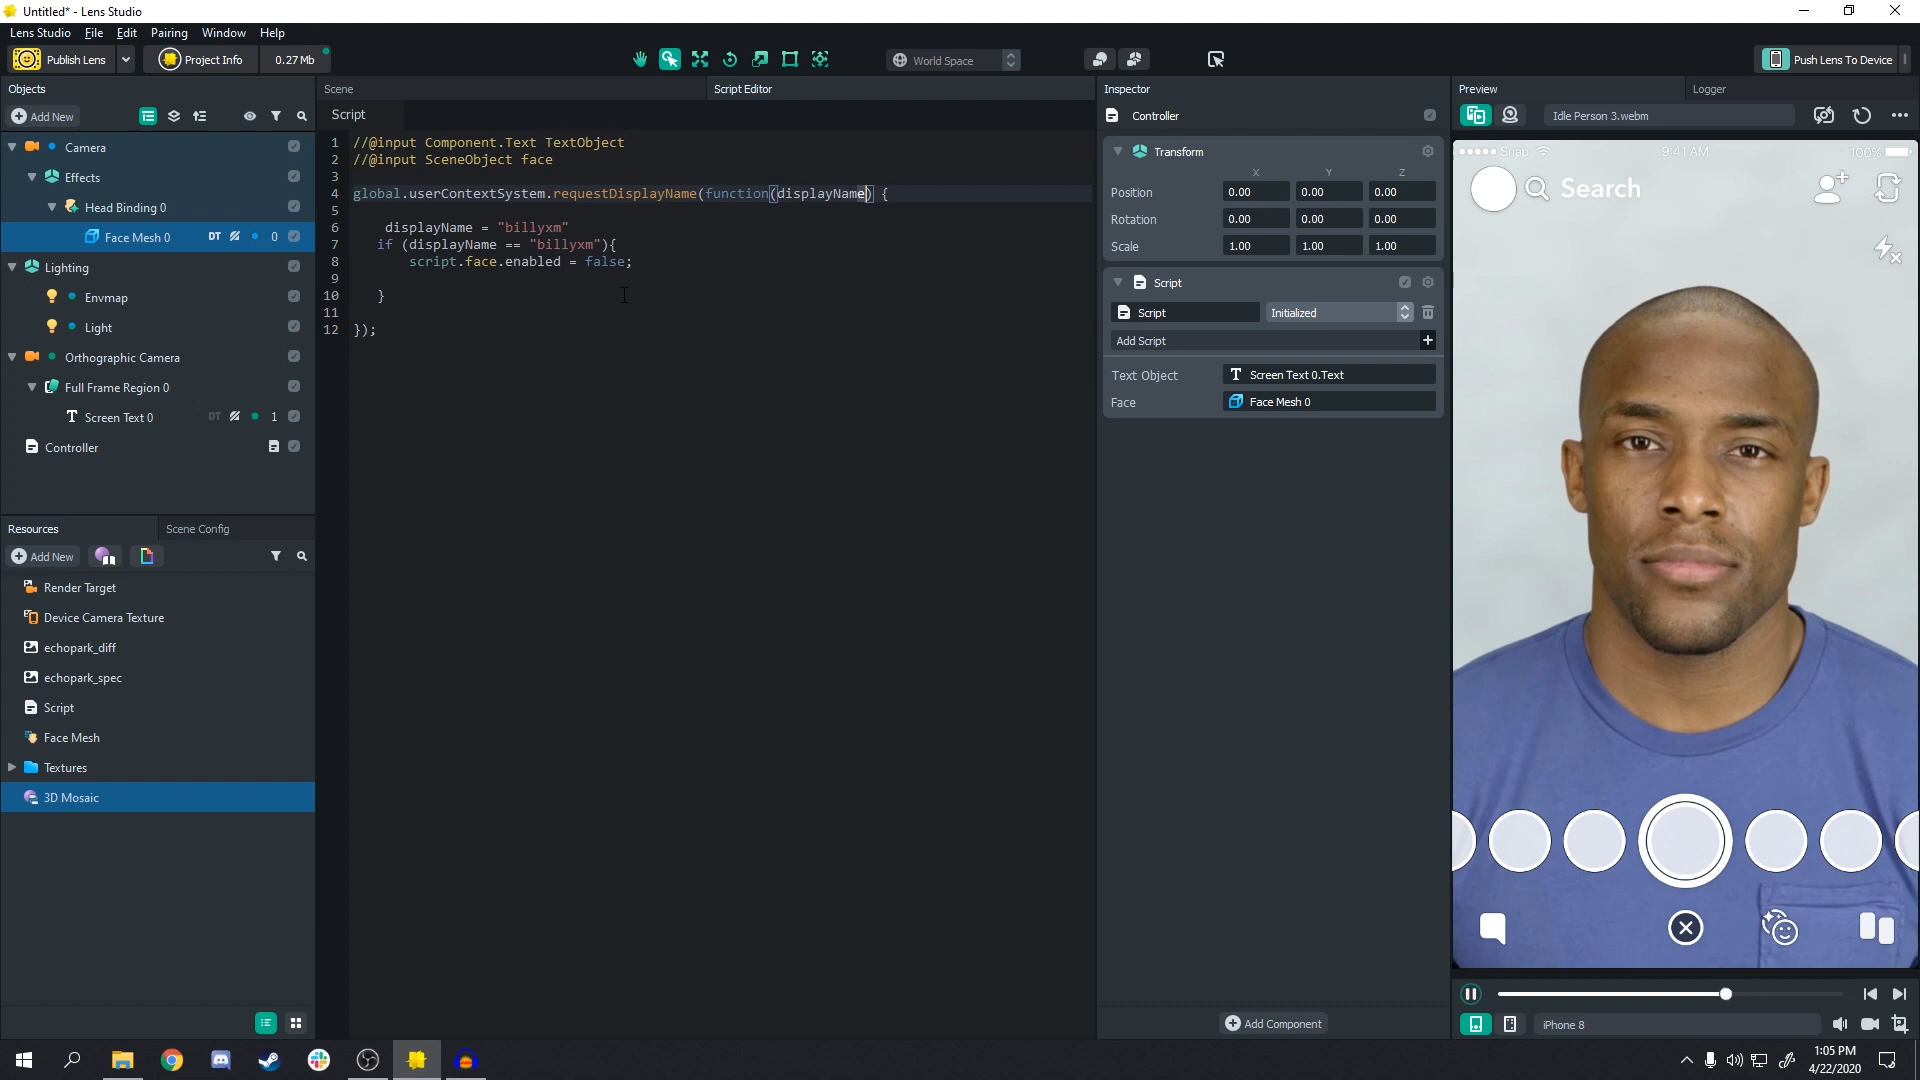 Untitled* - Lens Studio
Lens Studio File Edit Pairing Window Help
Publish Lens Project Info 0.27 Mb World Space Push Lens To Device
Objects
Add New
Camera
Effects
Head Binding 0
Face Mesh 0 DT 0
Lighting
Envmap
Light
Orthographic Camera
Full Frame Region 0
Screen Text 0 DT 1
Controller
Resources Scene Config
Add New
Render Target
Device Camera Texture
echopark_diff
echopark_spec
Script
Face Mesh
Textures
3D Mosaic
Scene Script Editor
Script
1 //@input Component.Text TextObject
2 //@input SceneObject face
3
4 global.userContextSystem.requestDisplayName(function(displayName) {
5
6 displayName = "billyxm"
7 if (displayName == "billyxm"){
8 script.face.enabled = false;
9
10 }
11
12 });
Inspector
Controller
Transform
X Y Z
Position 0.00 0.00 0.00
Rotation 0.00 0.00 0.00
Scale 1.00 1.00 1.00
Script
Script Initialized
Add Script
Text Object Screen Text 0.Text
Face Face Mesh 0
Add Component
Preview Logger
Idle Person 3.webm
Snap 9:41 AM 100%
Search
iPhone 8
1:05 PM
4/22/2020